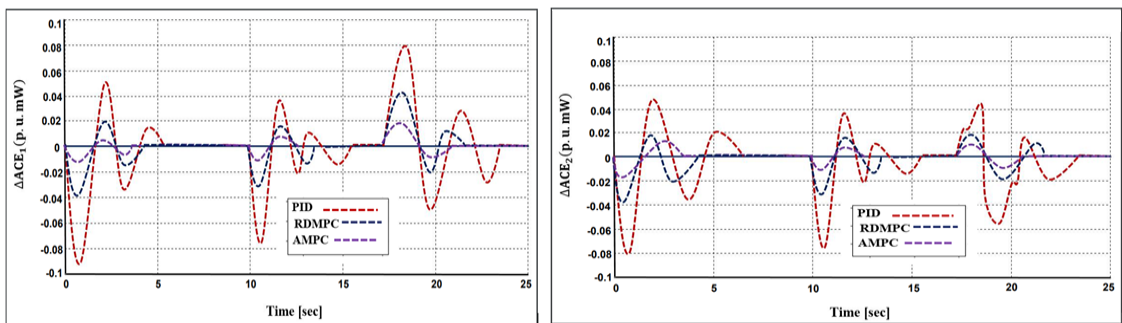 0.1
0.08
0.06
0.04
0.02
0
-0.02
-0.04
-0.06
-0.08
-0.1
ΔACE₁(p. u. mW)
PID
RDMPC
AMPC
0 5 10 15 20 25
Time [sec]
0.1
0.08
0.06
0.04
0.02
0
-0.02
-0.04
-0.06
-0.08
-0.1
ΔACE₂(p. u. mW)
PID
RDMPC
AMPC
0 5 10 15 20 25
Time [sec]